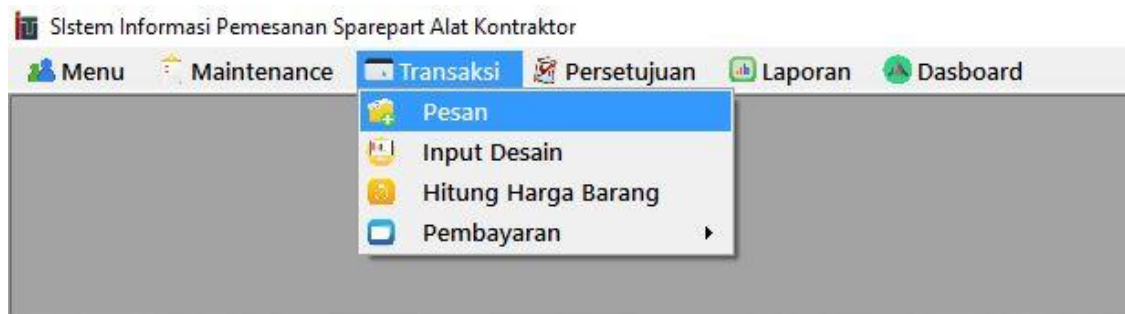 SIstem Informasi Pemesanan Sparepart Alat Kontraktor
Menu Maintenance Transaksi Persetujuan Laporan Dasboard
Pesan
Input Desain
Hitung Harga Barang
Pembayaran